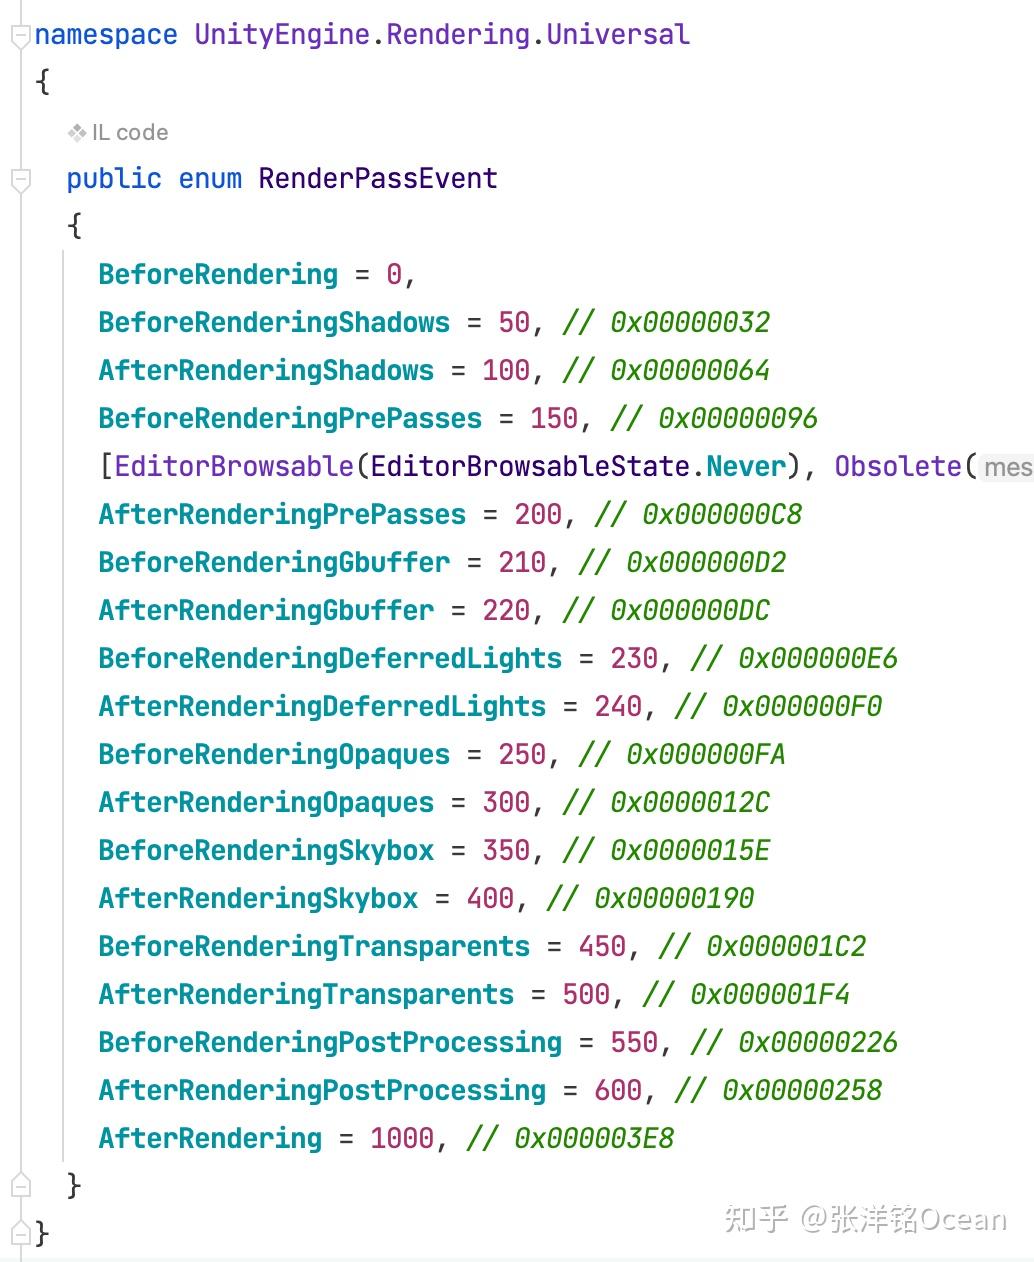 namespace UnityEngine.Rendering.Universal
{
IL code
public enum RenderPassEvent
{
BeforeRendering = 0,
BeforeRenderingShadows = 50, // 0x00000032
AfterRenderingShadows = 100, // 0x00000064
BeforeRenderingPrePasses = 150, // 0x00000096
[EditorBrowsable(EditorBrowsableState.Never), Obsolete( mes
AfterRenderingPrePasses = 200, // 0x000000C8
BeforeRenderingGbuffer = 210, // 0x000000D2
AfterRenderingGbuffer = 220, // 0x000000DC
BeforeRenderingDeferredLights = 230, // 0x000000E6
AfterRenderingDeferredLights = 240, // 0x000000F0
BeforeRenderingOpaques = 250, // 0x000000FA
AfterRenderingOpaques = 300, // 0x0000012C
BeforeRenderingSkybox = 350, // 0x0000015E
AfterRenderingSkybox = 400, // 0x00000190
BeforeRenderingTransparents = 450, // 0x000001C2
AfterRenderingTransparents = 500, // 0x000001F4
BeforeRenderingPostProcessing = 550, // 0x00000226
AfterRenderingPostProcessing = 600, // 0x00000258
AfterRendering = 1000, // 0x000003E8
}
}
知乎 @张洋铭Ocean